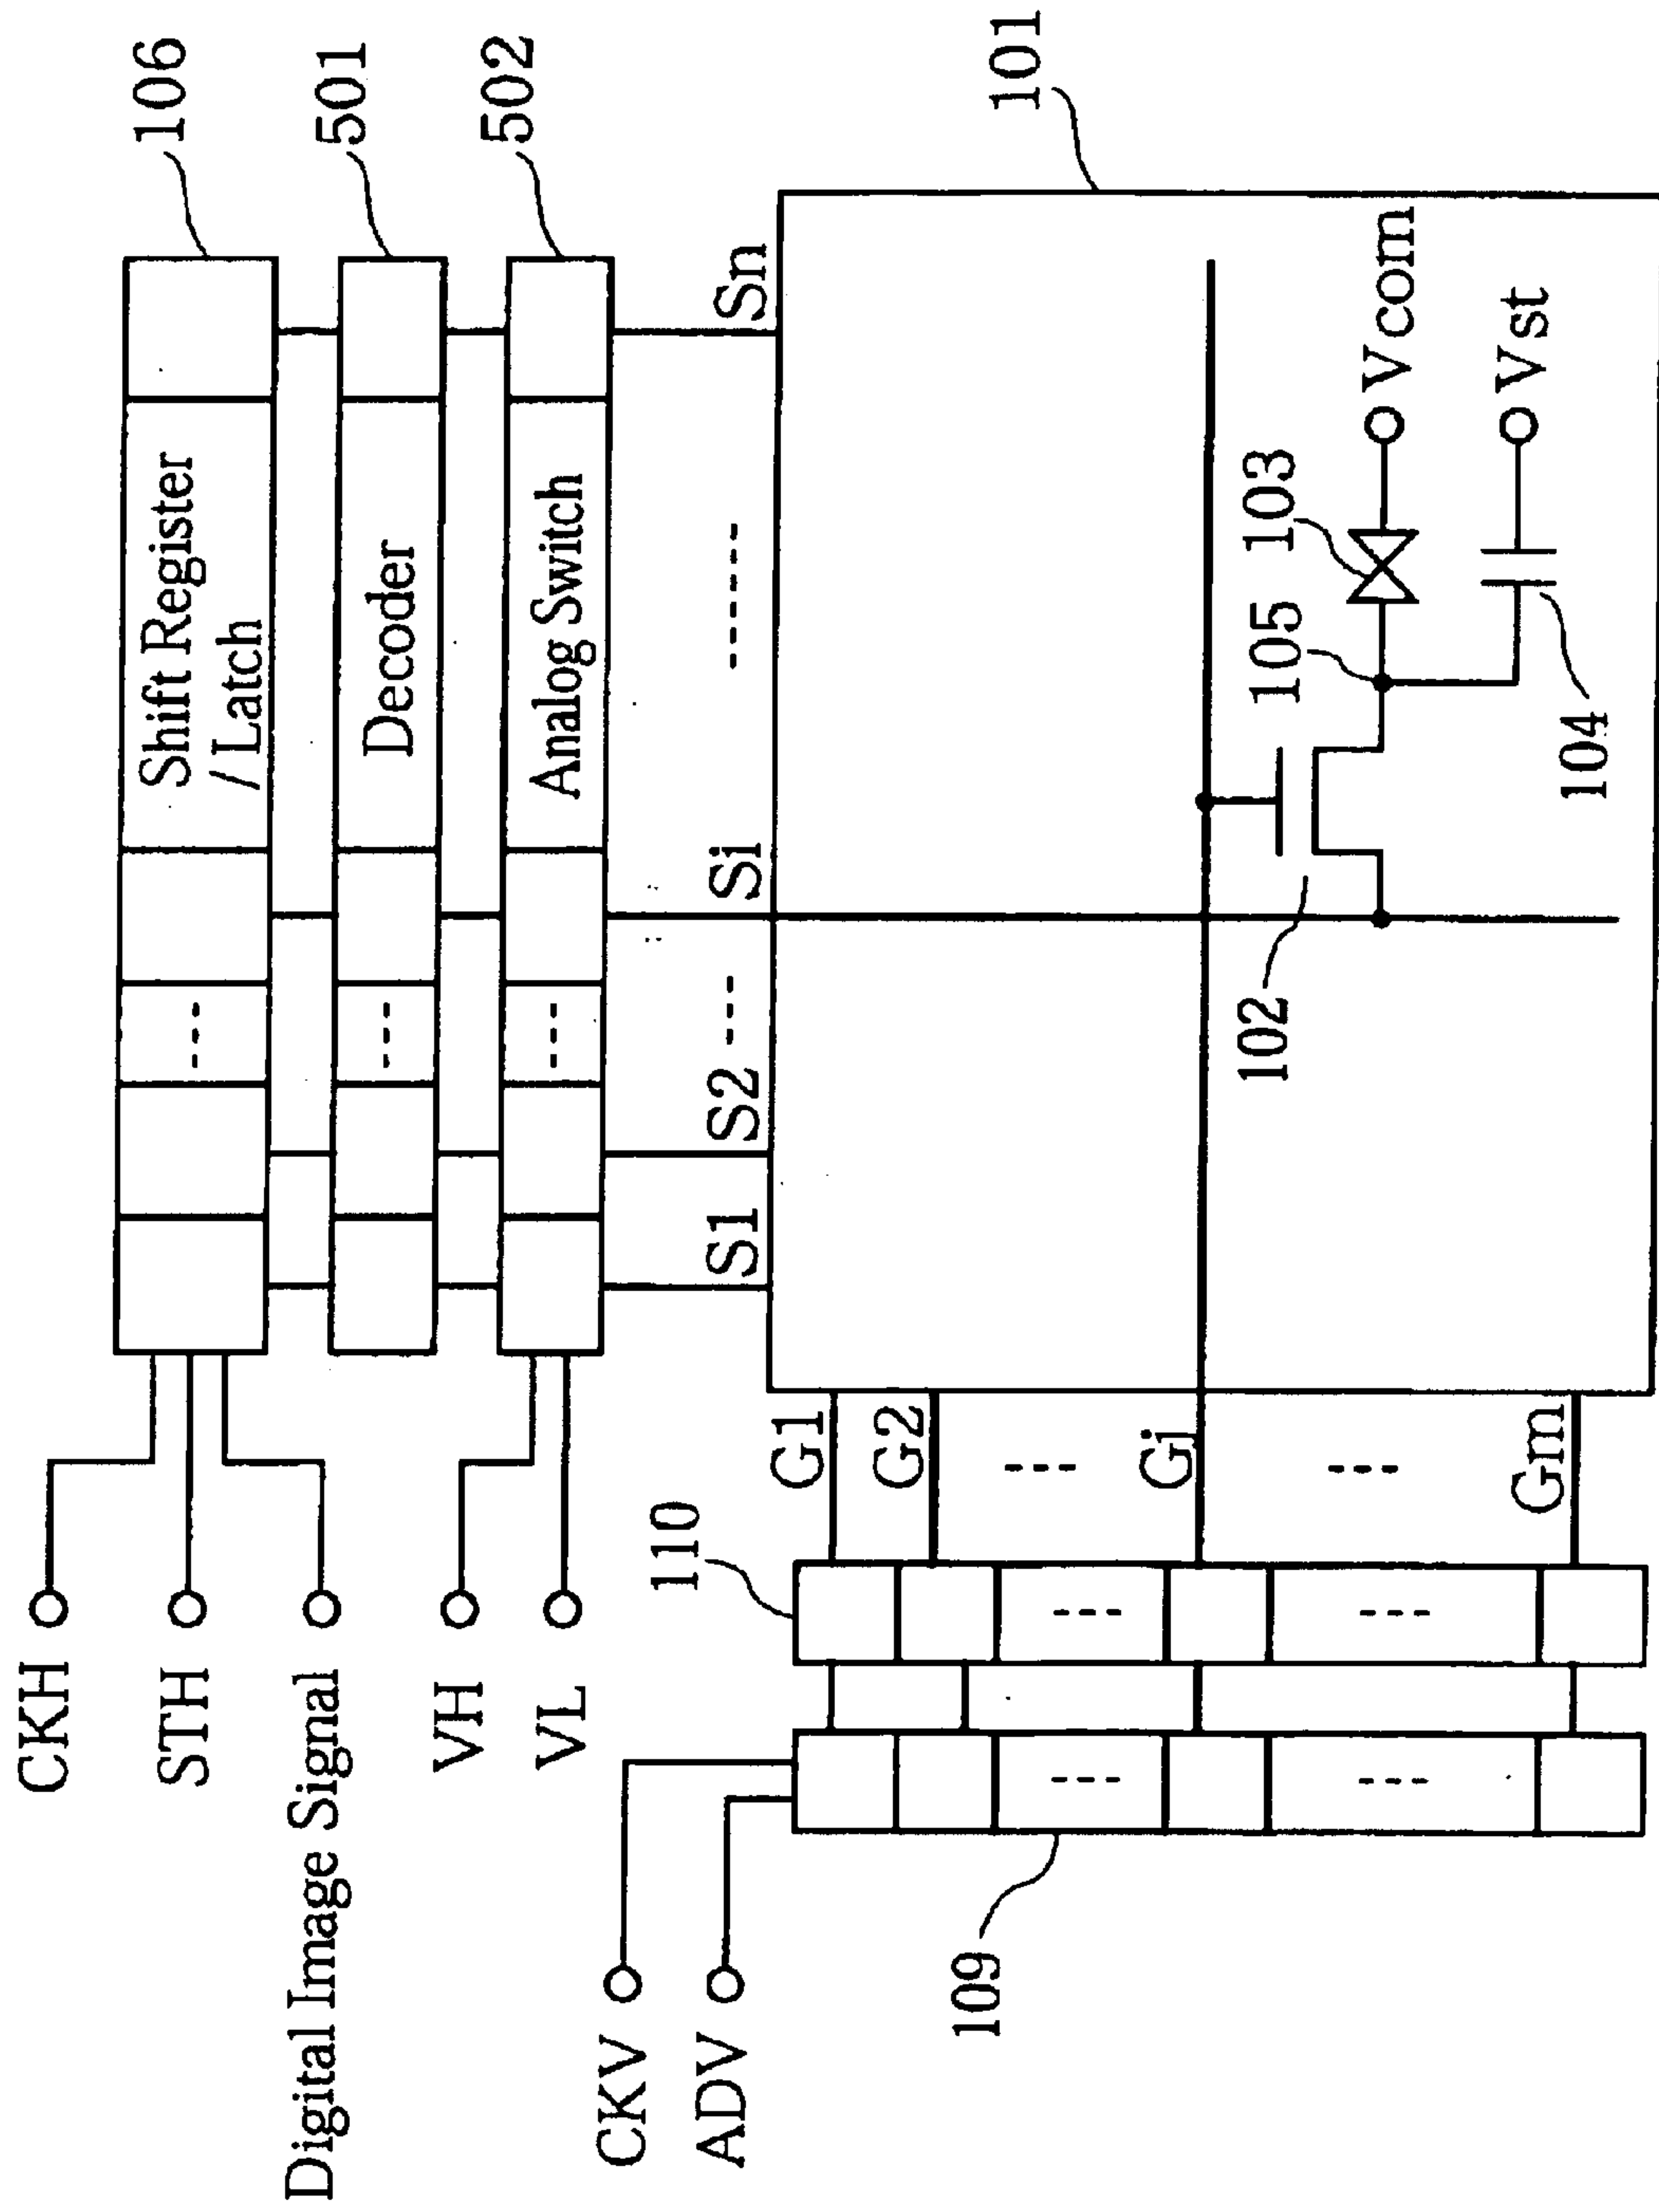 CKH
STH
Digital Image Signal
VH
VL
CKV
ADV
Shift Register
/Latch
Decoder
Analog Switch
106
501
502
S1
S2
---
Si
------
Sn
101
G1
G2
---
Gj
---
Gm
110
109
102
105
103
104
Vcom
Vst